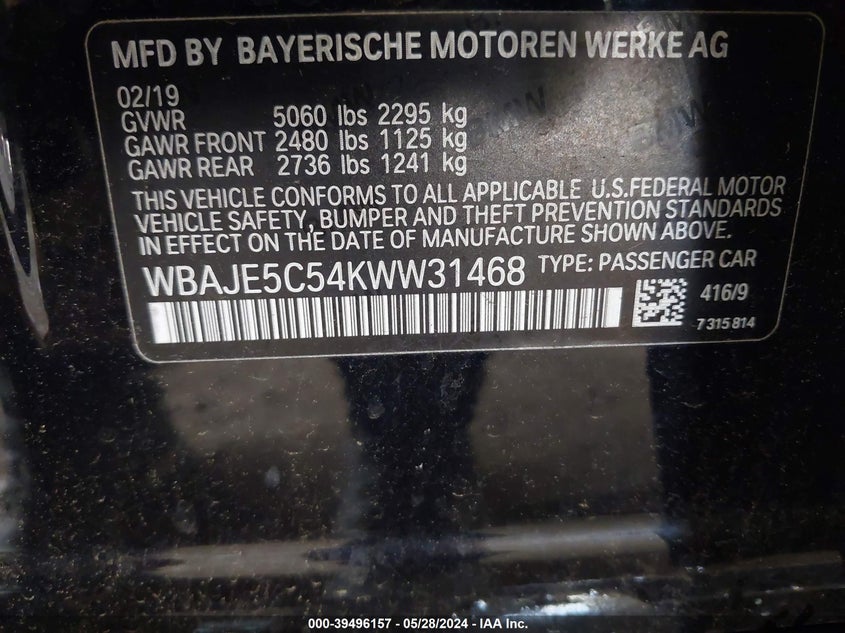 MFD BY BAYERISCHE MOTOREN WERKE AG
02/19
GVWR 5060 lbs 2295 kg
GAWR FRONT 2480 lbs 1125 kg
GAWR REAR 2736 lbs 1241 kg
THIS VEHICLE CONFORMS TO ALL APPLICABLE U.S.FEDERAL MOTOR
VEHICLE SAFETY, BUMPER AND THEFT PREVENTION STANDARDS
IN EFFECT ON THE DATE OF MANUFACTURE SHOWN ABOVE.
WBAJE5C54KWW31468 TYPE: PASSENGER CAR
416/9
7 315 814
000-39496157 - 05/28/2024 - IAA Inc.